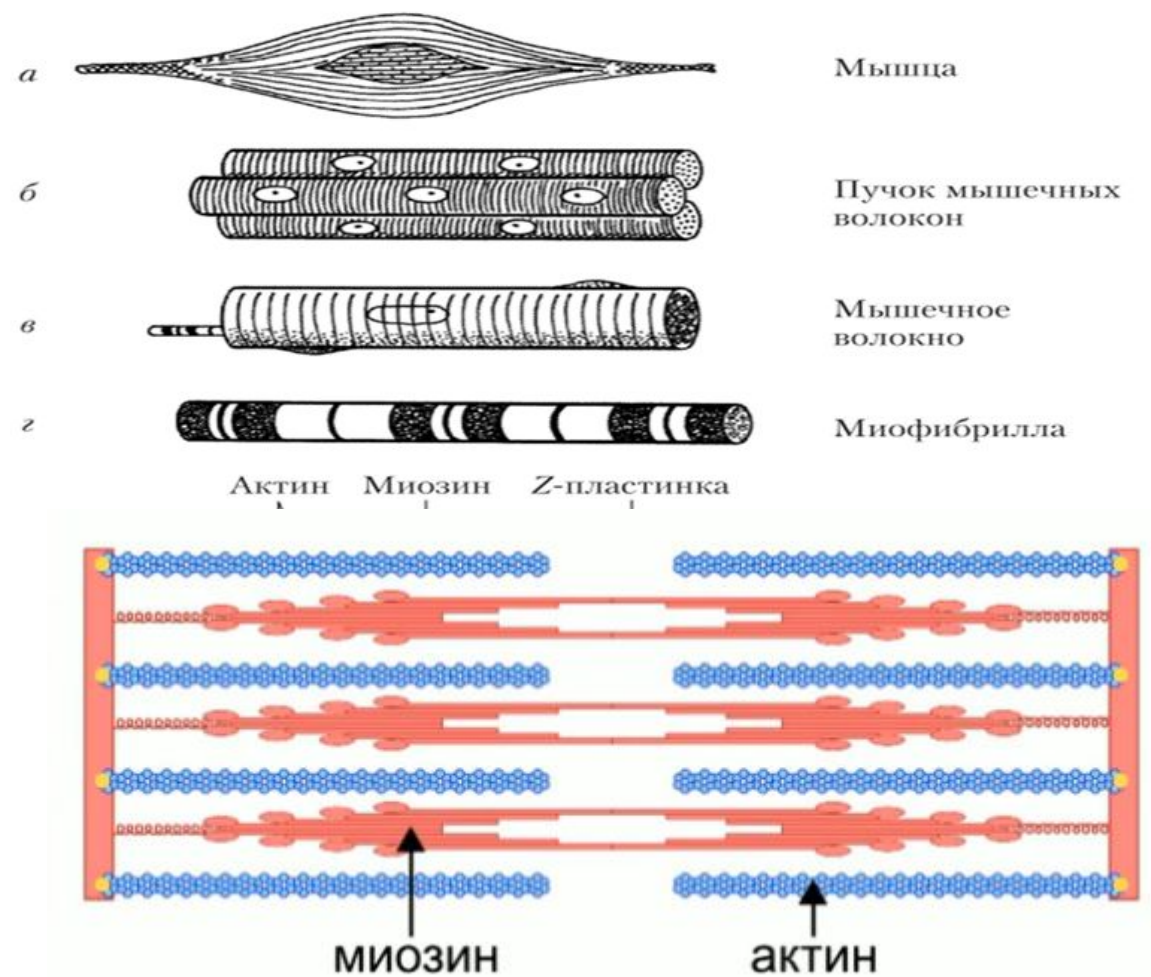 а
Мышца
б
Пучок мышечных
волокон
в
Мышечное
волокно
г
Миофибрилла
Актин Миозин Z-пластинка
миозин актин